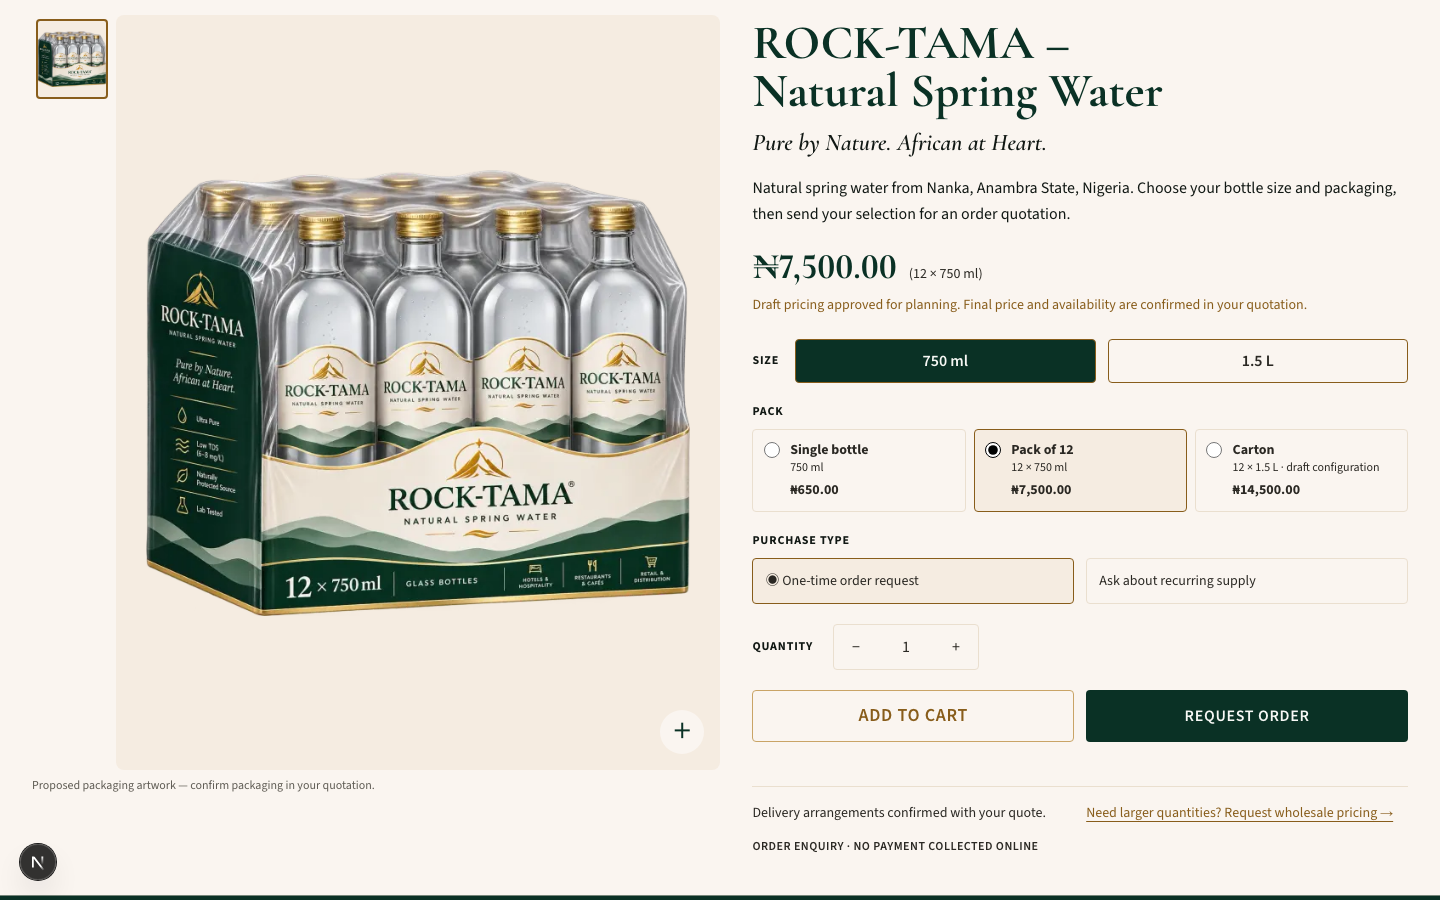 ROCK-TAMA
ROCK-TAMA –
Natural Spring Water
Pure by Nature. African at Heart.
Natural spring water from Nanka, Anambra State, Nigeria. Choose your bottle size and packaging,
then send your selection for an order quotation.
₦7,500.00 (12 × 750 ml)
Draft pricing approved for planning. Final price and availability are confirmed in your quotation.
SIZE 750 ml 1.5 L
PACK
Single bottle
750 ml
₦650.00
Pack of 12
12 × 750 ml
₦7,500.00
Carton
12 × 1.5 L · draft configuration
₦14,500.00
PURCHASE TYPE
One-time order request
Ask about recurring supply
QUANTITY − 1 +
ADD TO CART
REQUEST ORDER
Delivery arrangements confirmed with your quote.
Need larger quantities? Request wholesale pricing →
ORDER ENQUIRY · NO PAYMENT COLLECTED ONLINE
ROCK-TAMA
NATURAL SPRING WATER
Pure by Nature.
African at Heart.
Ultra Pure
Low TDS
(6–8 mg/L)
Naturally
Protected Source
Lab Tested
ROCK-TAMA
NATURAL SPRING WATER
ROCK-TAMA
NATURAL SPRING WATER
ROCK-TAMA
NATURAL SPRING WATER
ROCK-TAMA
NATURAL SPRING WATER
ROCK-TAMA®
NATURAL SPRING WATER
12 × 750 ml
GLASS BOTTLES
HOTELS &
HOSPITALITY
RESTAURANTS
& CAFÉS
RETAIL &
DISTRIBUTION
+
Proposed packaging artwork — confirm packaging in your quotation.
N